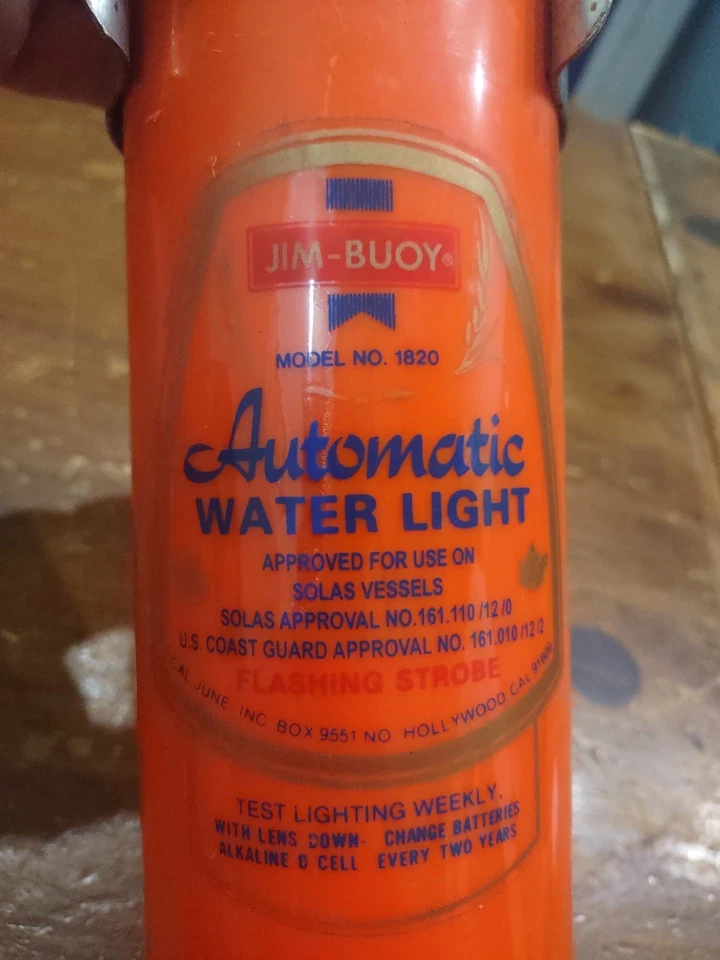 JIM-BUOY®
MODEL NO. 1820
Automatic
WATER LIGHT
APPROVED FOR USE ON
SOLAS VESSELS
SOLAS APPROVAL NO.161.110/12/0
U.S. COAST GUARD APPROVAL NO. 161.010/12/2
FLASHING STROBE
CAL JUNE INC BOX 9551 NO HOLLYWOOD CAL
TEST LIGHTING WEEKLY,
WITH LENS DOWN- CHANGE BATTERIES
ALKALINE D CELL EVERY TWO YEARS